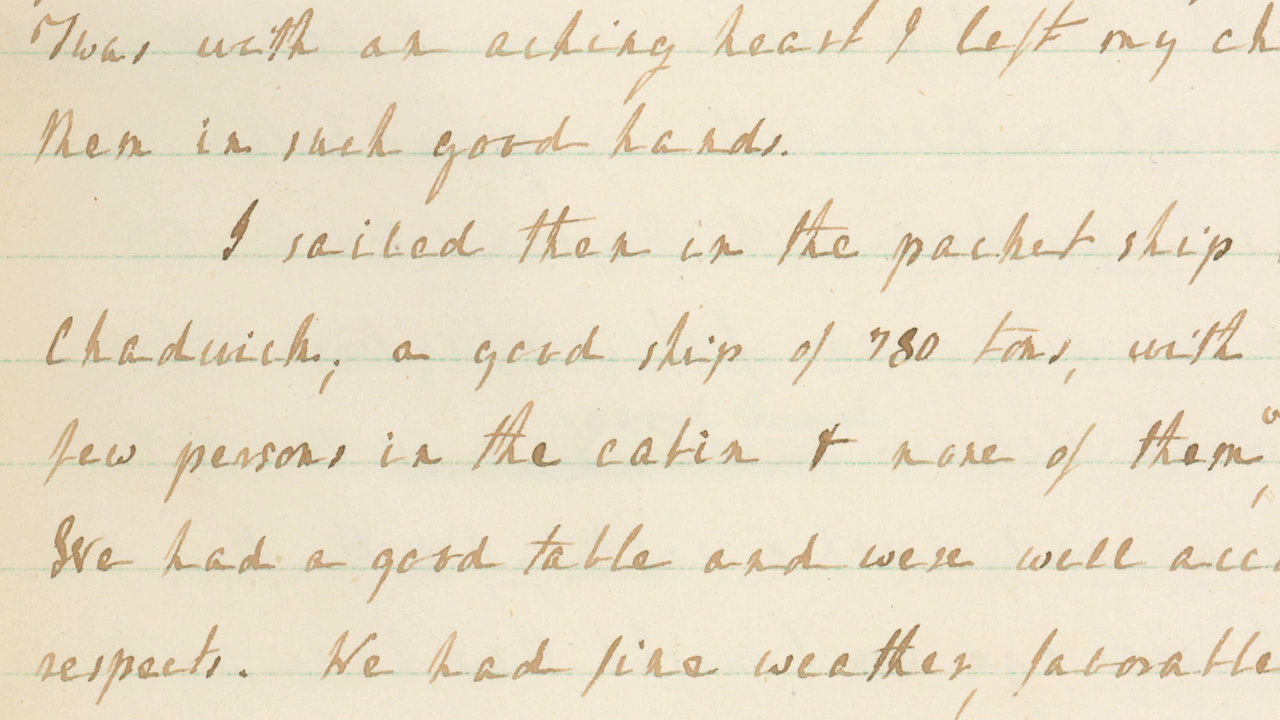 'Twas with an aching heart I left my ch
them in such good hands.
I sailed then in the packet ship
Chadwick, a good ship of 780 tons, with
few persons in the cabin & none of them
We had a good table and were well acc
respects. We had fine weather, favorable